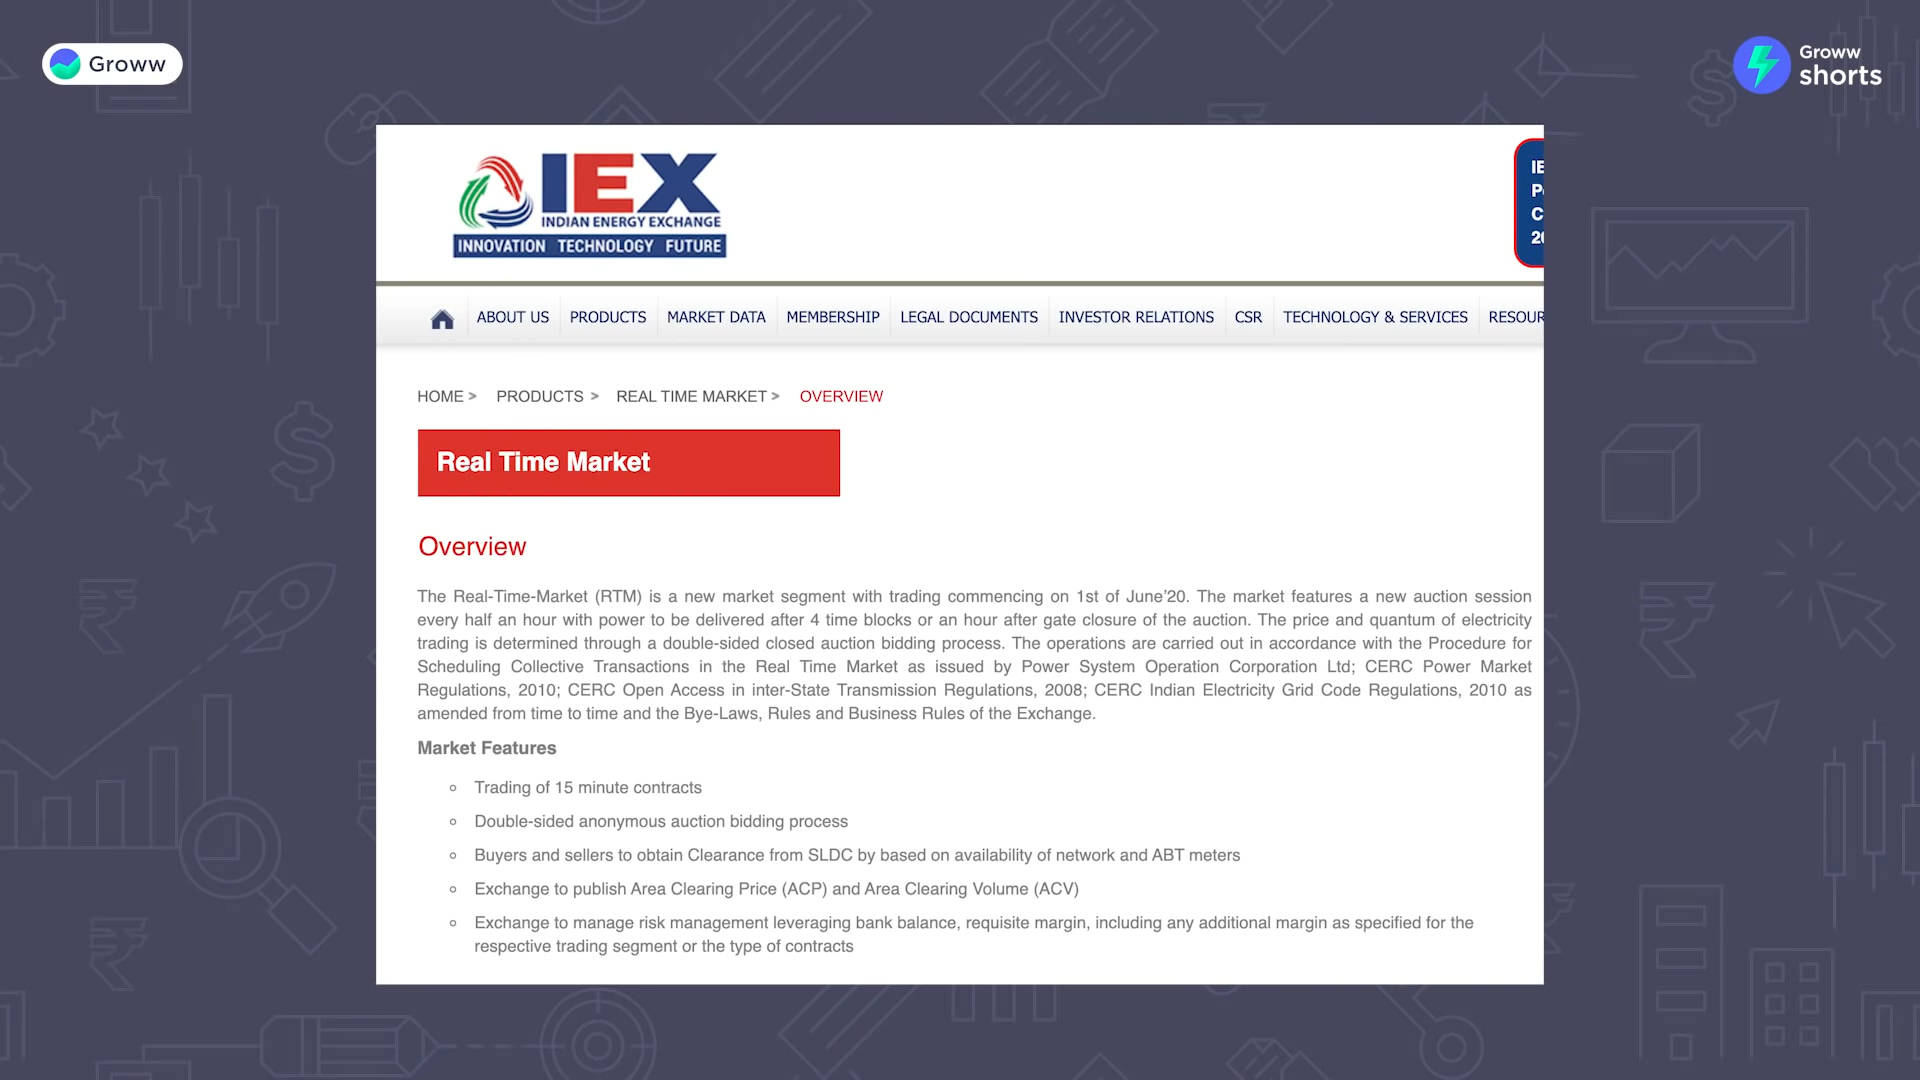 Groww
Groww
shorts
IEX
INDIAN ENERGY EXCHANGE
INNOVATION TECHNOLOGY FUTURE
ABOUT US PRODUCTS MARKET DATA MEMBERSHIP LEGAL DOCUMENTS INVESTOR RELATIONS CSR TECHNOLOGY & SERVICES
HOME > PRODUCTS > REAL TIME MARKET > OVERVIEW
Real Time Market
Overview
The Real-Time-Market (RTM) is a new market segment with trading commencing on 1st of June'20. The market features a new auction session
every half an hour with power to be delivered after 4 time blocks or an hour after gate closure of the auction. The price and quantum of electricity
trading is determined through a double-sided closed auction bidding process. The operations are carried out in accordance with the Procedure for
Scheduling Collective Transactions in the Real Time Market as issued by Power System Operation Corporation Ltd; CERC Power Market
Regulations, 2010; CERC Open Access in inter-State Transmission Regulations, 2008; CERC Indian Electricity Grid Code Regulations, 2010 as
amended from time to time and the Bye-Laws, Rules and Business Rules of the Exchange.
Market Features
Trading of 15 minute contracts
Double-sided anonymous auction bidding process
Buyers and sellers to obtain Clearance from SLDC by based on availability of network and ABT meters
Exchange to publish Area Clearing Price (ACP) and Area Clearing Volume (ACV)
Exchange to manage risk management leveraging bank balance, requisite margin, including any additional margin as specified for the
respective trading segment or the type of contracts